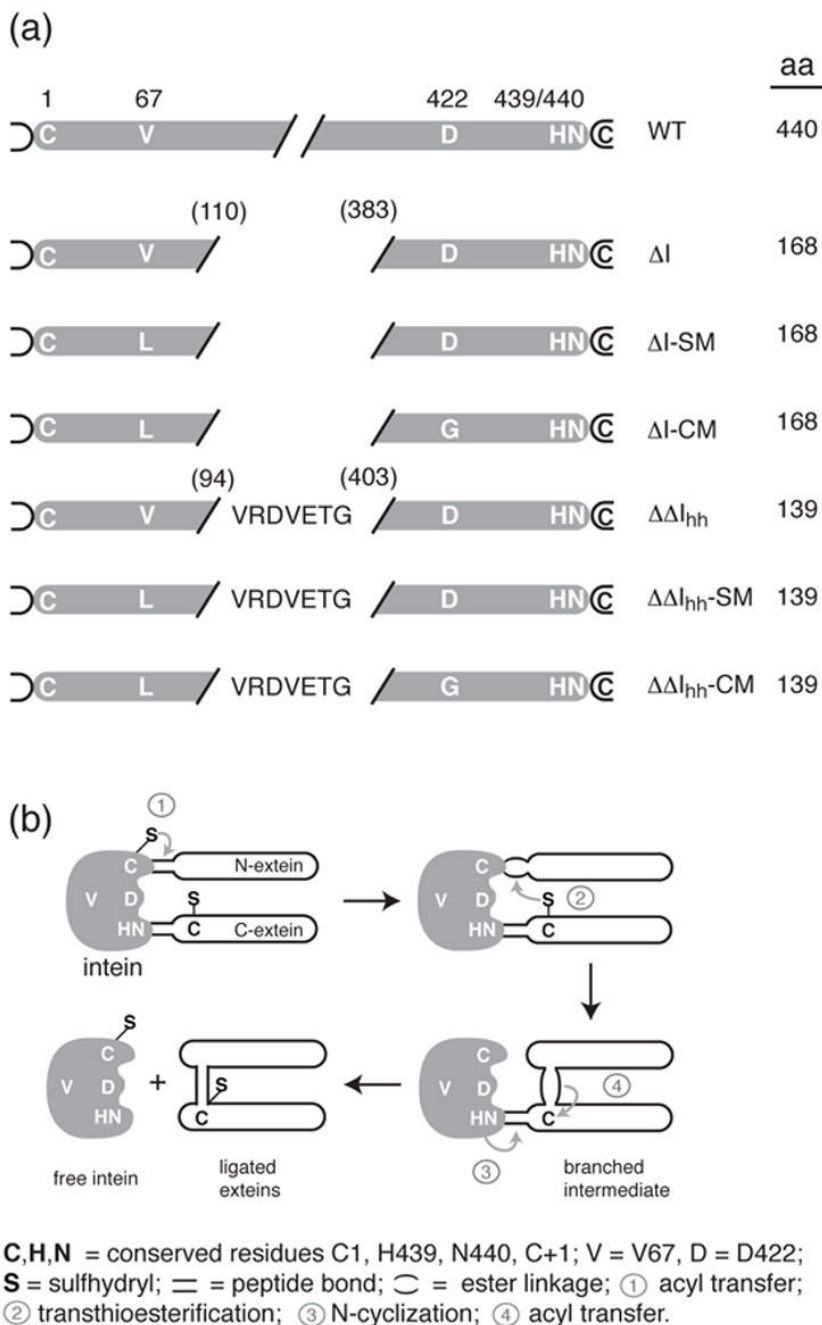 (a)
aa
1 67 422 439/440
C V D HN C WT 440
(110) (383)
C V D HN C ΔI 168
C L D HN C ΔI-SM 168
C L G HN C ΔI-CM 168
(94) (403)
C V VRDVETG D HN C ΔΔIhh 139
C L VRDVETG D HN C ΔΔIhh-SM 139
C L VRDVETG G HN C ΔΔIhh-CM 139
(b)
① S
C N-extein
V D S
HN C C-extein
intein
C
V D S ②
HN C
S
C
V D + S
HN C
free intein
ligated
exteins
C
V D ④
HN C
③
branched
intermediate
C,H,N = conserved residues C1, H439, N440, C+1; V = V67, D = D422;
S = sulfhydryl; = peptide bond; = ester linkage; ① acyl transfer;
② transthioesterification; ③ N-cyclization; ④ acyl transfer.